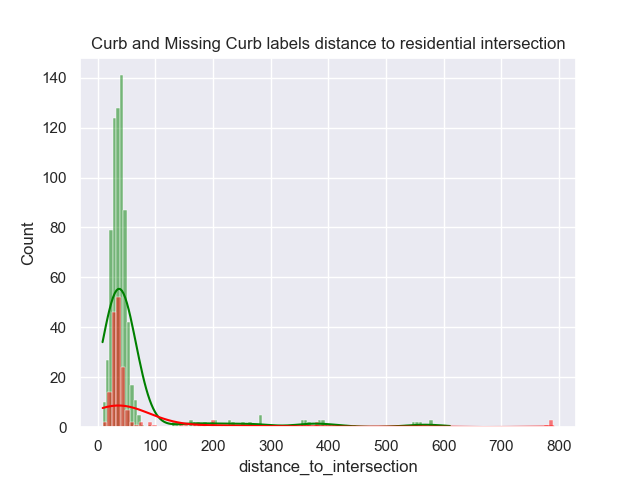 Curb and Missing Curb labels distance to residential intersection
140
120
100
80
60
40
20
0
Count
0 100 200 300 400 500 600 700 800
distance_to_intersection